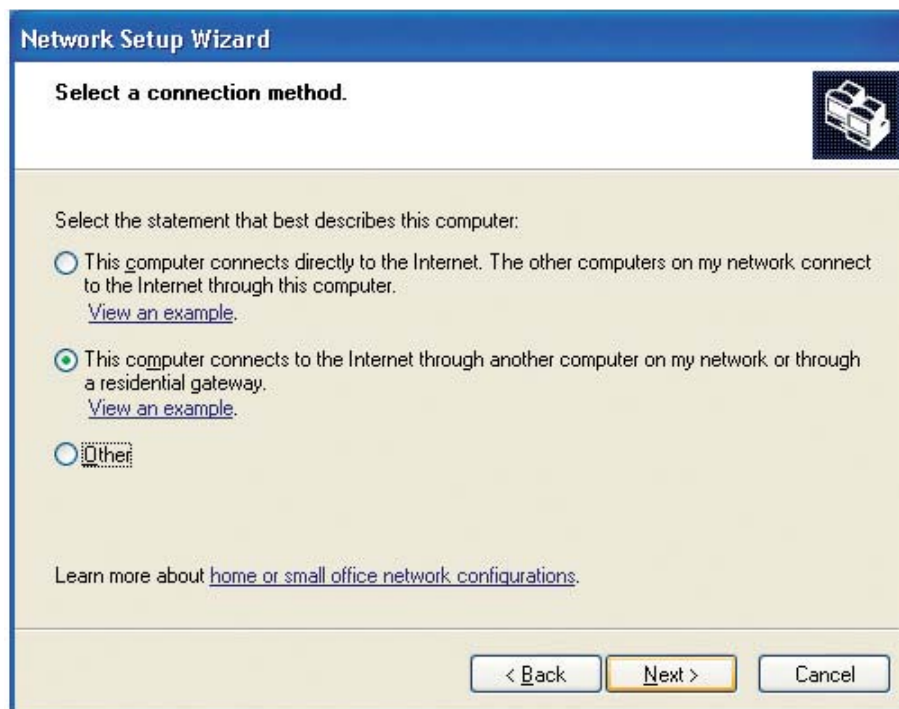 Network Setup Wizard
Select a connection method.
Select the statement that best describes this computer:
This computer connects directly to the Internet. The other computers on my network connect
to the Internet through this computer.
View an example.
This computer connects to the Internet through another computer on my network or through
a residential gateway.
View an example.
Other
Learn more about home or small office network configurations.
< Back
Next >
Cancel